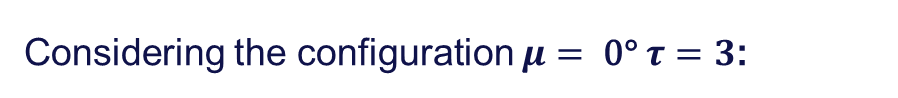 Considering the configuration μ = 0° τ = 3: